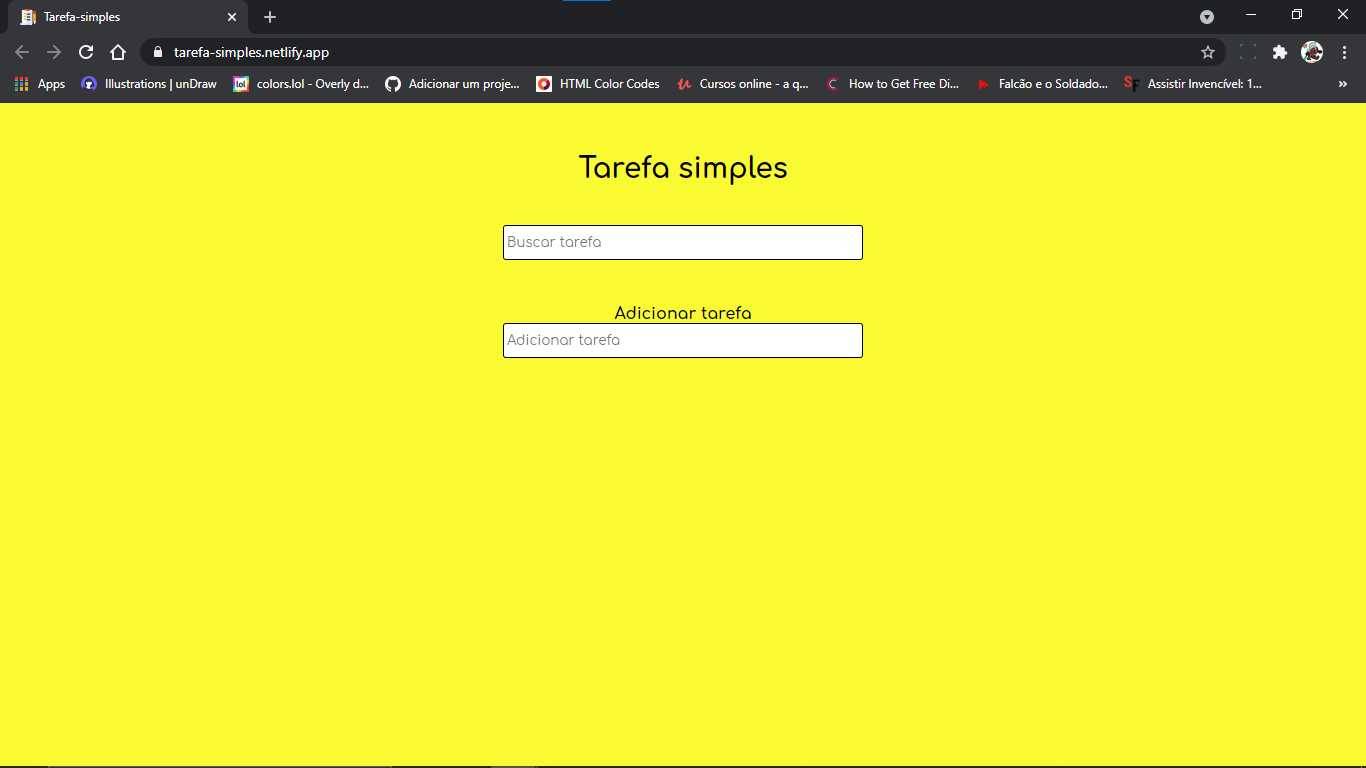 Tarefa-simples
tarefa-simples.netlify.app
Apps Illustrations | unDraw colors.lol - Overly d... Adicionar um proje... HTML Color Codes Cursos online - a q... How to Get Free Di... Falcão e o Soldado... SF Assistir Invencível: 1... »
Tarefa simples
Buscar tarefa
Adicionar tarefa
Adicionar tarefa